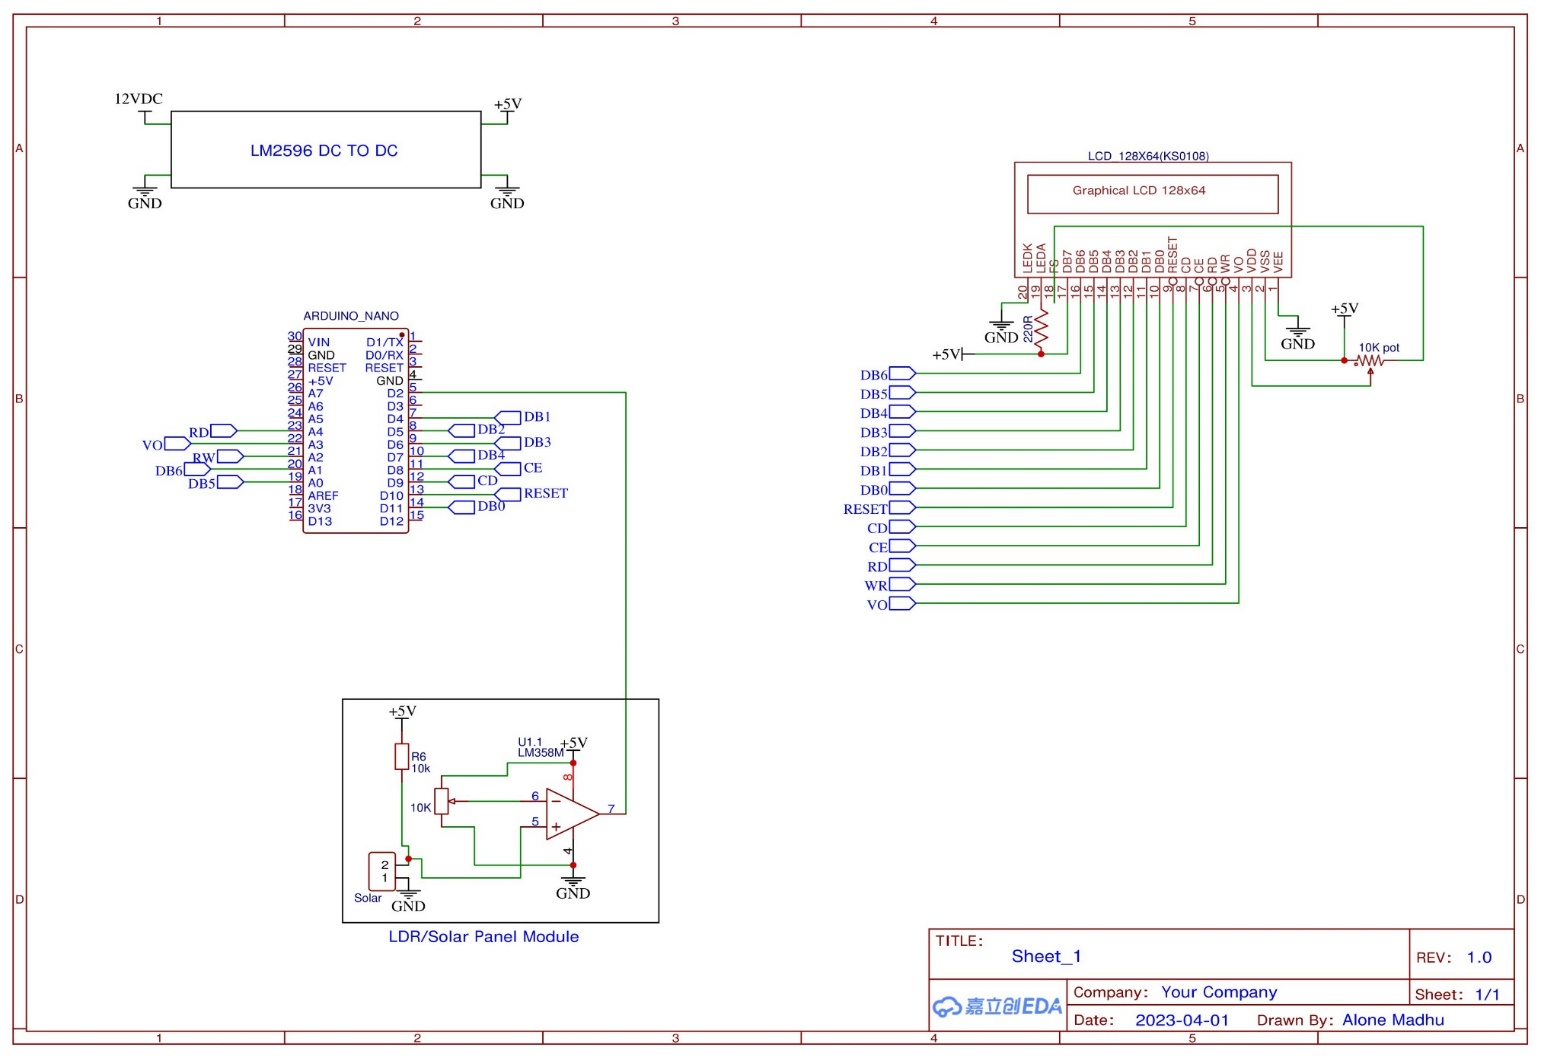 1 2 3 4 5
A
B
C
D
12VDC
+5V
LM2596 DC TO DC
GND
GND
LCD_128X64(KS0108)
Graphical LCD 128x64
LEDK
LEDA
FS
DB7
DB6
DB5
DB4
DB3
DB2
DB1
DB0
RESET
CD
CE
RD
WR
VO
VDD
VSS
VEE
20
19
18
17
16
15
14
13
12
11
10
9
8
7
6
5
4
3
2
1
GND
220R
+5V
GND
+5V
10K pot
DB6
DB5
DB4
DB3
DB2
DB1
DB0
RESET
CD
CE
RD
WR
VO
ARDUINO_NANO
30 VIN D1/TX 1
29 GND D0/RX 2
28 RESET RESET 3
27 +5V GND 4
26 A7 D2 5
25 A6 D3 6
24 A5 D4 7 DB1
RD 23 A4 D5 8 DB2
VO 22 A3 D6 9 DB3
RW 21 A2 D7 10 DB4
DB6 20 A1 D8 11 CE
DB5 19 A0 D9 12 CD
18 AREF D10 13 RESET
17 3V3 D11 14 DB0
16 D13 D12 15
+5V
R6
10k
U1.1
LM358M
+5V
8
10K
6
5
7
4
2
1
Solar
GND
GND
LDR/Solar Panel Module
TITLE:
Sheet_1
REV: 1.0
嘉立创EDA
Company: Your Company
Sheet: 1/1
Date: 2023-04-01 Drawn By: Alone Madhu
A
B
C
D
1 2 3 4 5